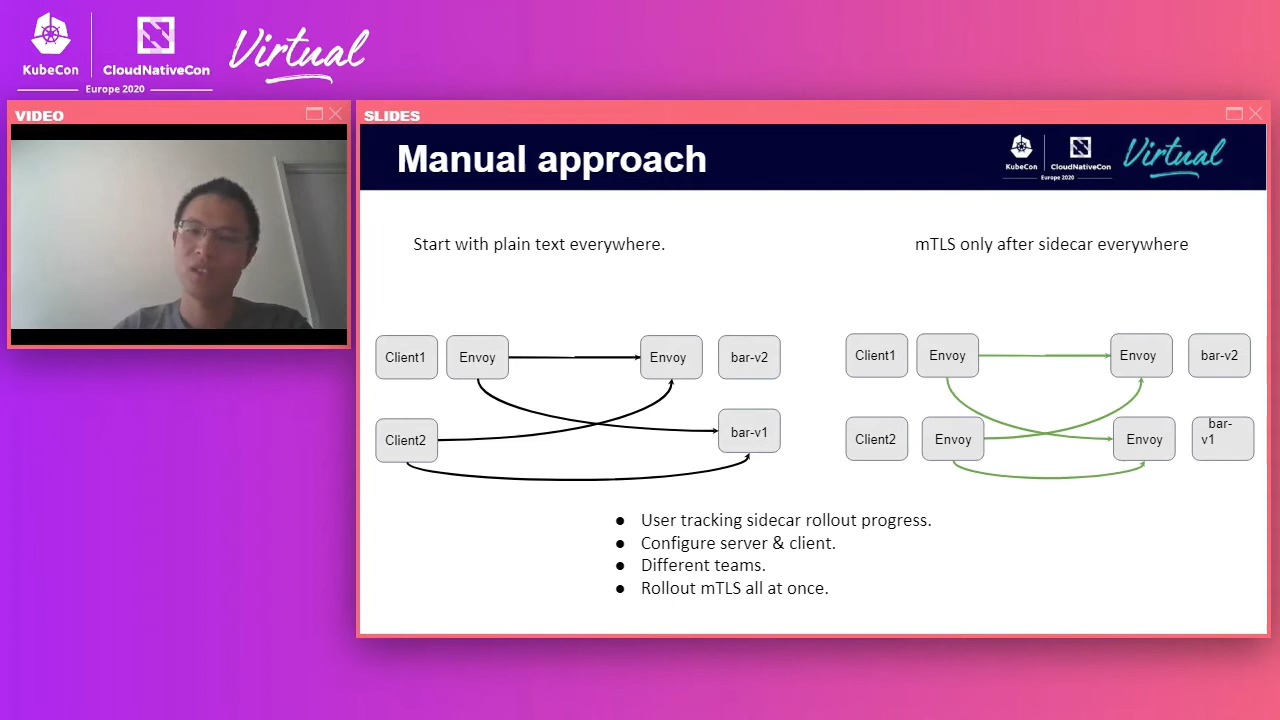 KubeCon
CloudNativeCon
Europe 2020
Virtual
VIDEO
SLIDES
Manual approach
KubeCon
CloudNativeCon
Europe 2020
Virtual
Start with plain text everywhere.
mTLS only after sidecar everywhere
Client1 Envoy Envoy bar-v2
Client2 bar-v1
Client1 Envoy Envoy bar-v2
Client2 Envoy Envoy bar-
v1
● User tracking sidecar rollout progress.
● Configure server & client.
● Different teams.
● Rollout mTLS all at once.